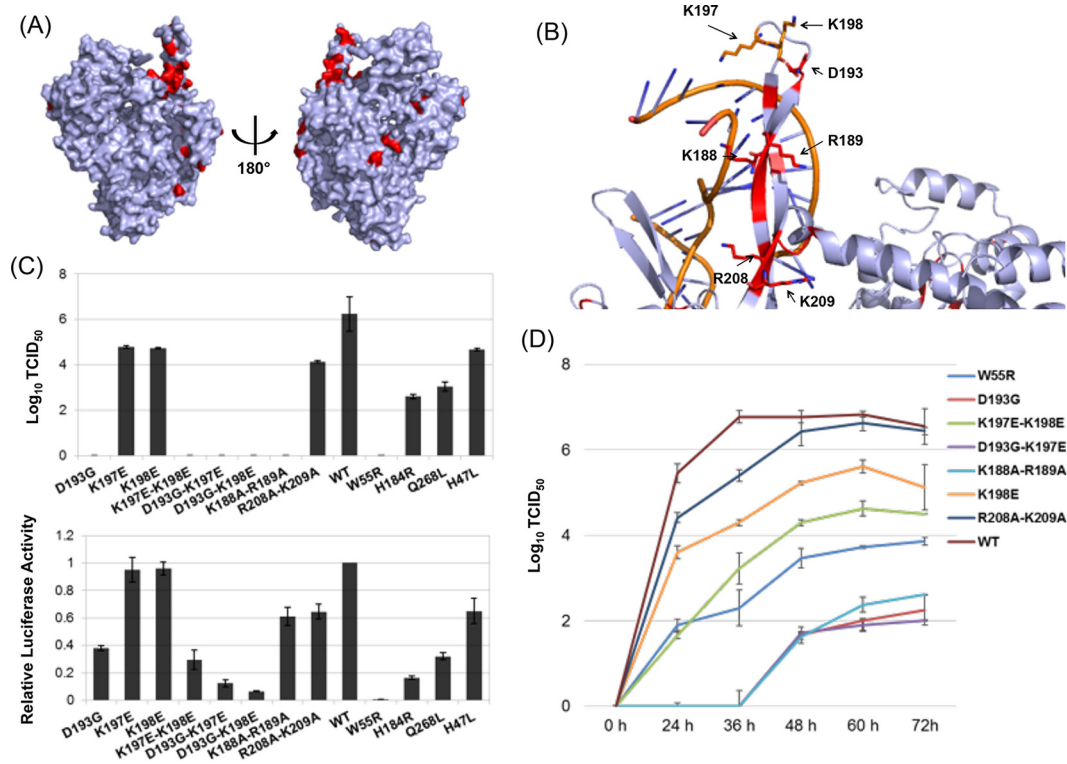 (A)
180°
(B)
K197
K198
D193
R189
K188
R208
K209
(C)
Log10 TCID50
8
6
4
2
0
D193G
K197E
K198E
K197E-K198E
D193G-K197E
D193G-K198E
K188A-R189A
R208A-K209A
WT
W55R
H184R
Q268L
H47L
Relative Luciferase Activity
1.2
1
0.8
0.6
0.4
0.2
0
D193G
K197E
K198E
K197E-K198E
D193G-K197E
D193G-K198E
K188A-R189A
R208A-K209A
WT
W55R
H184R
Q268L
H47L
(D)
Log10 TCID50
8
6
4
2
0
0 h
24 h
36 h
48 h
60 h
72h
W55R
D193G
K197E-K198E
D193G-K197E
K188A-R189A
K198E
R208A-K209A
WT